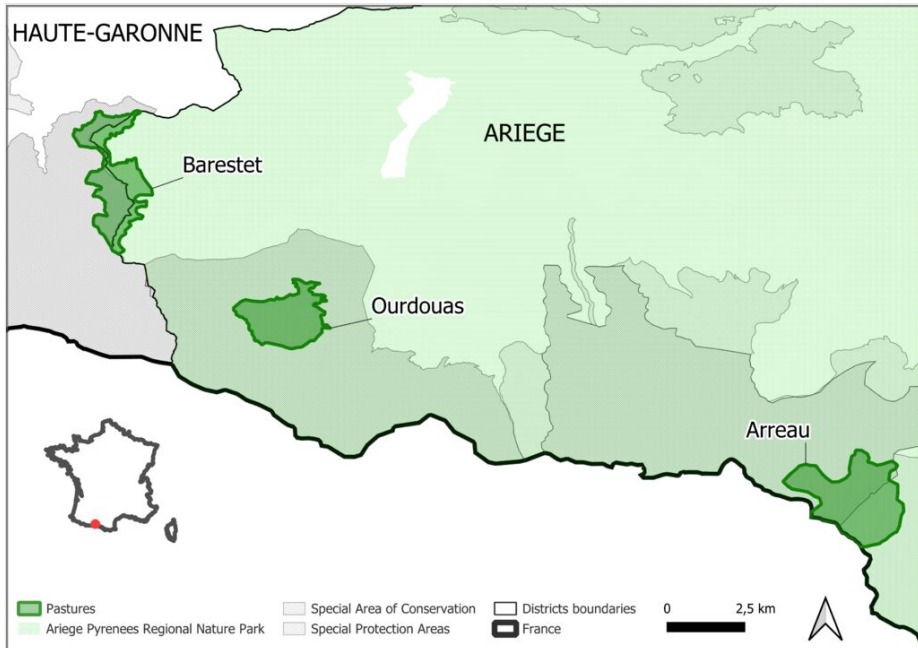 HAUTE-GARONNE
ARIEGE
Barestet
Ourdouas
Arreau
Pastures
Ariege Pyrenees Regional Nature Park
Special Area of Conservation
Special Protection Areas
Districts boundaries
France
0 2,5 km